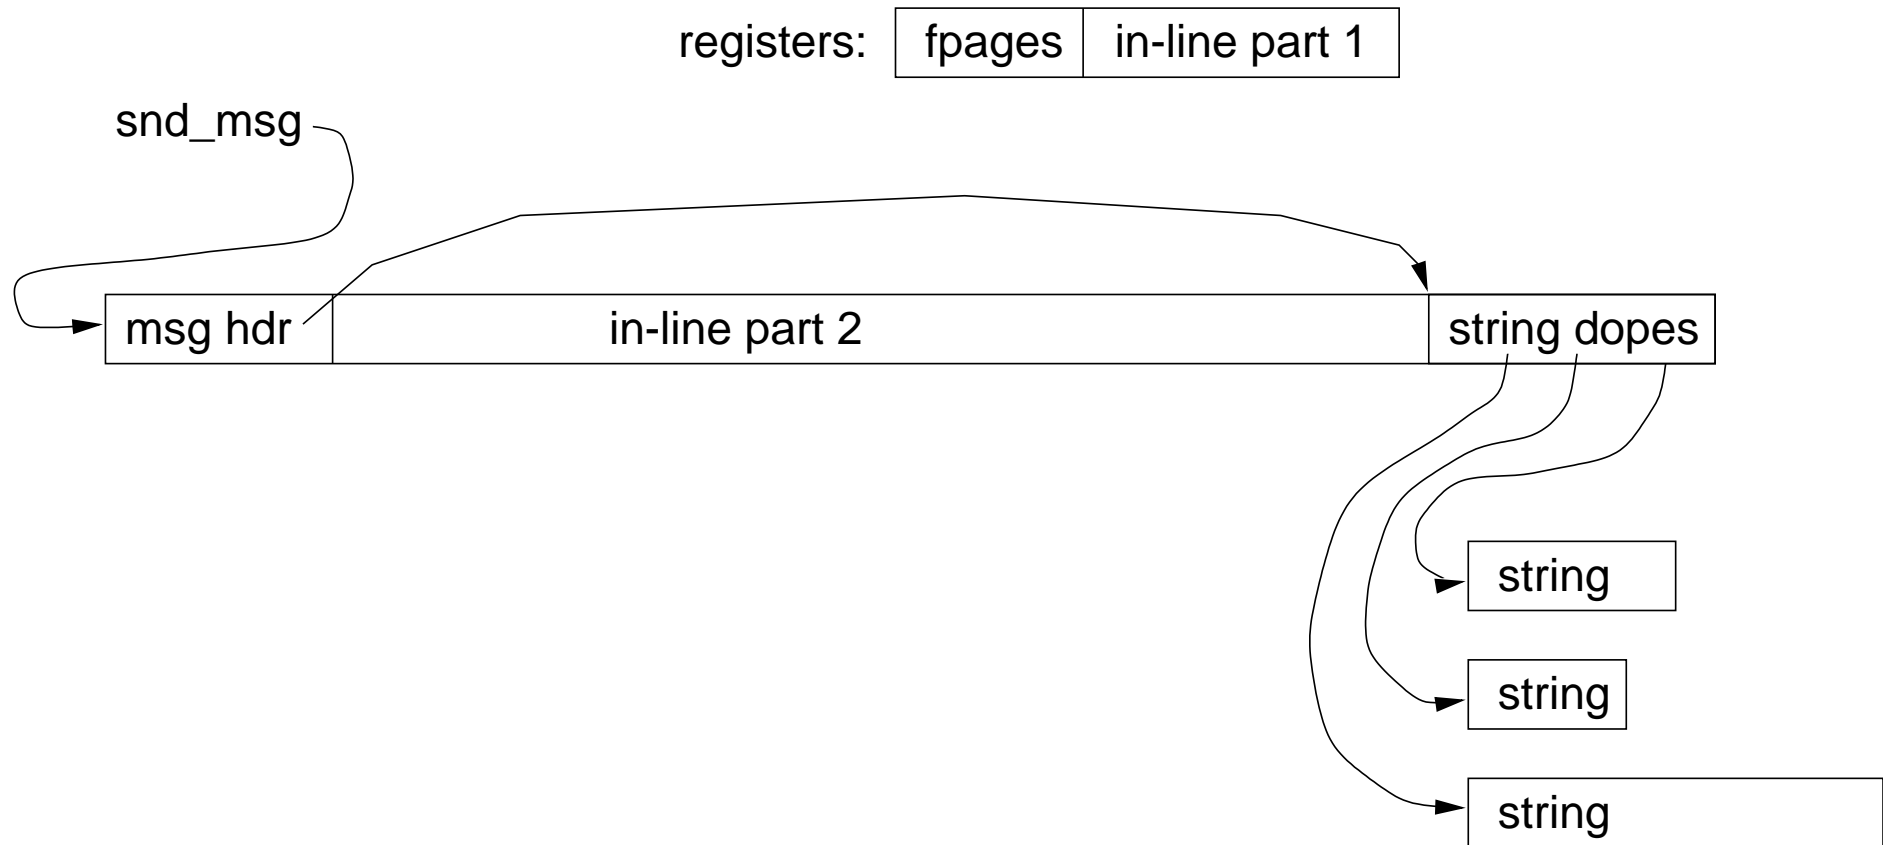 registers: fpages in-line part 1
snd_msg
msg hdr in-line part 2 string dopes
string
string
string